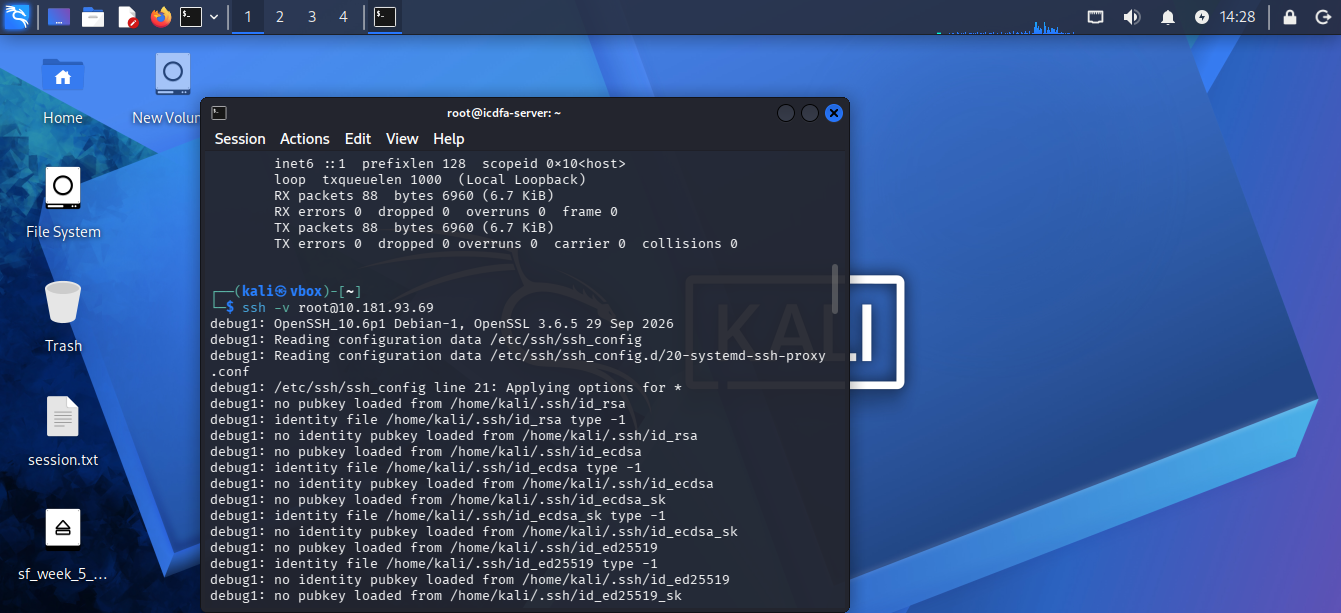 1 2 3 4
14:28
Home
New Volu
File System
Trash
session.txt
sf_week_5_...
root@icdfa-server: ~
Session Actions Edit View Help
inet6 ::1  prefixlen 128  scopeid 0×10<host>
loop  txqueuelen 1000  (Local Loopback)
RX packets 88  bytes 6960 (6.7 KiB)
RX errors 0  dropped 0  overruns 0  frame 0
TX packets 88  bytes 6960 (6.7 KiB)
TX errors 0  dropped 0 overruns 0  carrier 0  collisions 0
┌──(kali㉿vbox)-[~]
└─$ ssh -v root@10.181.93.69
debug1: OpenSSH_10.6p1 Debian-1, OpenSSL 3.6.5 29 Sep 2026
debug1: Reading configuration data /etc/ssh/ssh_config
debug1: Reading configuration data /etc/ssh/ssh_config.d/20-systemd-ssh-proxy
.conf
debug1: /etc/ssh/ssh_config line 21: Applying options for *
debug1: no pubkey loaded from /home/kali/.ssh/id_rsa
debug1: identity file /home/kali/.ssh/id_rsa type -1
debug1: no identity pubkey loaded from /home/kali/.ssh/id_rsa
debug1: no pubkey loaded from /home/kali/.ssh/id_ecdsa
debug1: identity file /home/kali/.ssh/id_ecdsa type -1
debug1: no identity pubkey loaded from /home/kali/.ssh/id_ecdsa
debug1: no pubkey loaded from /home/kali/.ssh/id_ecdsa_sk
debug1: identity file /home/kali/.ssh/id_ecdsa_sk type -1
debug1: no identity pubkey loaded from /home/kali/.ssh/id_ecdsa_sk
debug1: no pubkey loaded from /home/kali/.ssh/id_ed25519
debug1: identity file /home/kali/.ssh/id_ed25519 type -1
debug1: no identity pubkey loaded from /home/kali/.ssh/id_ed25519
debug1: no pubkey loaded from /home/kali/.ssh/id_ed25519_sk
KALI